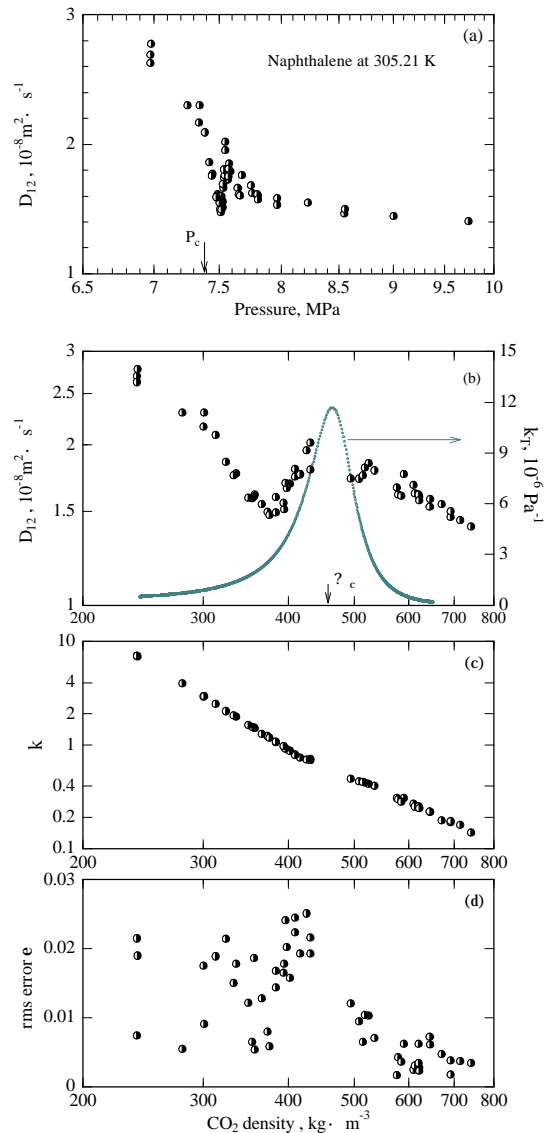 3
(a)
Naphthalene at 305.21 K
D12 , 10-8m2· s-1
2
Pc
1
6.5 7 7.5 8 8.5 9 9.5 10
Pressure, MPa
3 15
(b)
2.5 12
D12 , 10-8m2· s-1
2 9
kT, 10-6 Pa-1
1.5 6
3
? c
1 0
200 300 400 500 600 700 800
10
(c)
4
2
k
1
0.4
0.2
0.1
200 300 400 500 600 700 800
0.03
(d)
0.02
rms error e
0.01
0
200 300 400 500 600 700 800
CO2 density , kg· m-3